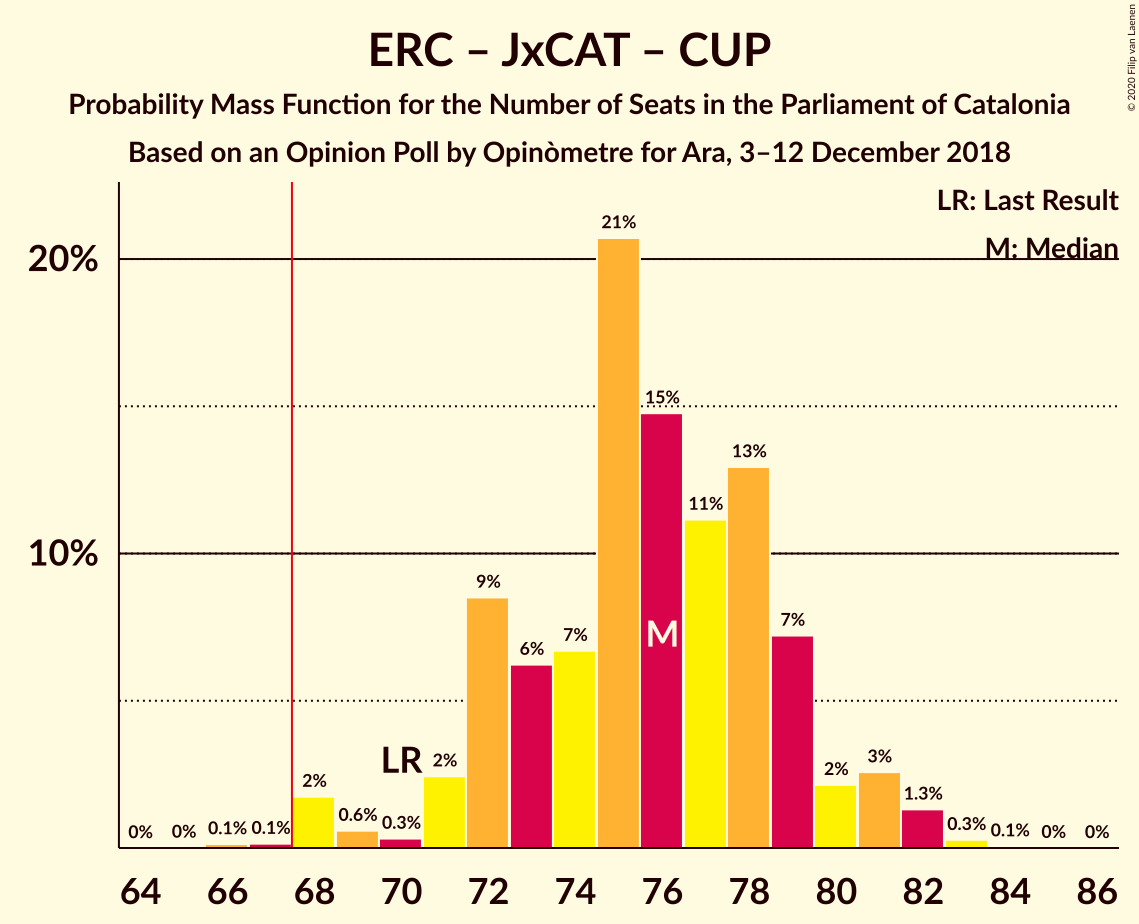 ERC – JxCAT – CUP
Probability Mass Function for the Number of Seats in the Parliament of Catalonia
Based on an Opinion Poll by Opinòmetre for Ara, 3–12 December 2018
© 2020 Filip van Laenen
LR: Last Result
M: Median
20%
10%
0% 0% 0.1% 0.1% 2% 0.6% 0.3% 2% 9% 6% 7% 21% 15% 11% 13% 7% 2% 3% 1.3% 0.3% 0.1% 0% 0%
LR
M
64 66 68 70 72 74 76 78 80 82 84 86